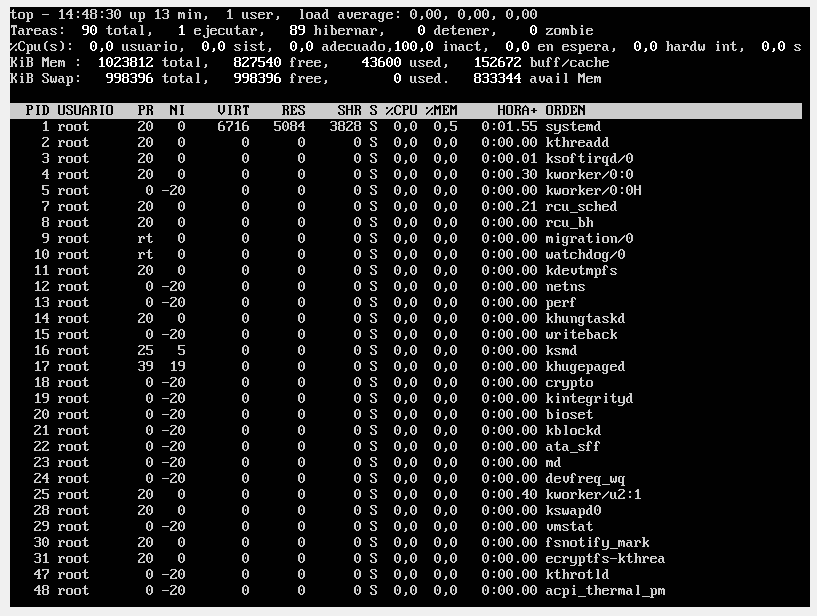 top - 14:48:30 up 13 min,  1 user,  load average: 0,00, 0,00, 0,00
Tareas:  90 total,   1 ejecutar,  89 hibernar,   0 detener,   0 zombie
%Cpu(s):  0,0 usuario,  0,0 sist,  0,0 adecuado,100,0 inact,  0,0 en espera,  0,0 hardw int,  0,0 s
KiB Mem :  1023812 total,   827540 free,    43600 used,   152672 buff/cache
KiB Swap:   998396 total,   998396 free,        0 used.   833344 avail Mem
PID USUARIO   PR  NI    VIRT    RES    SHR S %CPU %MEM     HORA+ ORDEN
1 root      20   0    6716   5084   3828 S  0,0  0,5   0:01.55 systemd
2 root      20   0       0      0      0 S  0,0  0,0   0:00.00 kthreadd
3 root      20   0       0      0      0 S  0,0  0,0   0:00.01 ksoftirqd/0
4 root      20   0       0      0      0 S  0,0  0,0   0:00.30 kworker/0:0
5 root       0 -20       0      0      0 S  0,0  0,0   0:00.00 kworker/0:0H
7 root      20   0       0      0      0 S  0,0  0,0   0:00.21 rcu_sched
8 root      20   0       0      0      0 S  0,0  0,0   0:00.00 rcu_bh
9 root      rt   0       0      0      0 S  0,0  0,0   0:00.00 migration/0
10 root      rt   0       0      0      0 S  0,0  0,0   0:00.00 watchdog/0
11 root      20   0       0      0      0 S  0,0  0,0   0:00.00 kdevtmpfs
12 root       0 -20       0      0      0 S  0,0  0,0   0:00.00 netns
13 root       0 -20       0      0      0 S  0,0  0,0   0:00.00 perf
14 root      20   0       0      0      0 S  0,0  0,0   0:00.00 khungtaskd
15 root       0 -20       0      0      0 S  0,0  0,0   0:00.00 writeback
16 root      25   5       0      0      0 S  0,0  0,0   0:00.00 ksmd
17 root      39  19       0      0      0 S  0,0  0,0   0:00.00 khugepaged
18 root       0 -20       0      0      0 S  0,0  0,0   0:00.00 crypto
19 root       0 -20       0      0      0 S  0,0  0,0   0:00.00 kintegrityd
20 root       0 -20       0      0      0 S  0,0  0,0   0:00.00 bioset
21 root       0 -20       0      0      0 S  0,0  0,0   0:00.00 kblockd
22 root       0 -20       0      0      0 S  0,0  0,0   0:00.00 ata_sff
23 root       0 -20       0      0      0 S  0,0  0,0   0:00.00 md
24 root       0 -20       0      0      0 S  0,0  0,0   0:00.00 devfreq_wq
25 root      20   0       0      0      0 S  0,0  0,0   0:00.40 kworker/u2:1
28 root      20   0       0      0      0 S  0,0  0,0   0:00.00 kswapd0
29 root       0 -20       0      0      0 S  0,0  0,0   0:00.00 vmstat
30 root      20   0       0      0      0 S  0,0  0,0   0:00.00 fsnotify_mark
31 root      20   0       0      0      0 S  0,0  0,0   0:00.00 ecryptfs-kthrea
47 root       0 -20       0      0      0 S  0,0  0,0   0:00.00 kthrotld
48 root       0 -20       0      0      0 S  0,0  0,0   0:00.00 acpi_thermal_pm